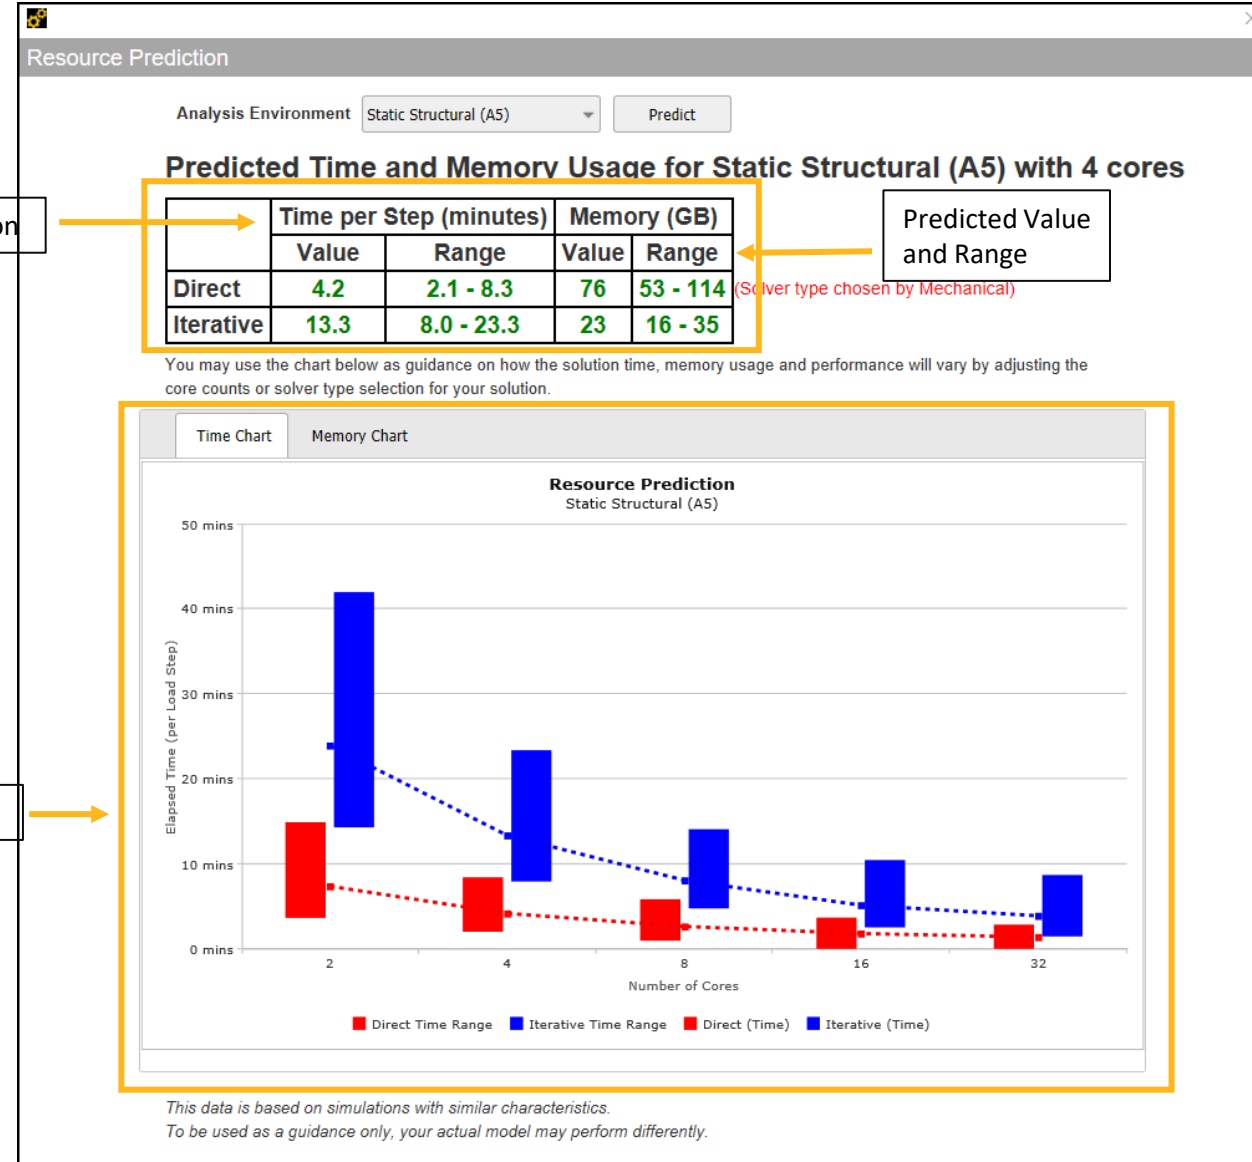 Resource Prediction
Analysis Environment Static Structural (A5) Predict
Predicted Time and Memory Usage for Static Structural (A5) with 4 cores
on
Time per Step (minutes) Memory (GB)
Value Range Value Range
Direct 4.2 2.1 - 8.3 76 53 - 114 (Solver type chosen by Mechanical)
Iterative 13.3 8.0 - 23.3 23 16 - 35
Predicted Value
and Range
You may use the chart below as guidance on how the solution time, memory usage and performance will vary by adjusting the
core counts or solver type selection for your solution.
Time Chart Memory Chart
Resource Prediction
Static Structural (A5)
50 mins
40 mins
30 mins
20 mins
10 mins
0 mins
Elapsed Time (per Load Step)
2 4 8 16 32
Number of Cores
Direct Time Range Iterative Time Range Direct (Time) Iterative (Time)
This data is based on simulations with similar characteristics.
To be used as a guidance only, your actual model may perform differently.